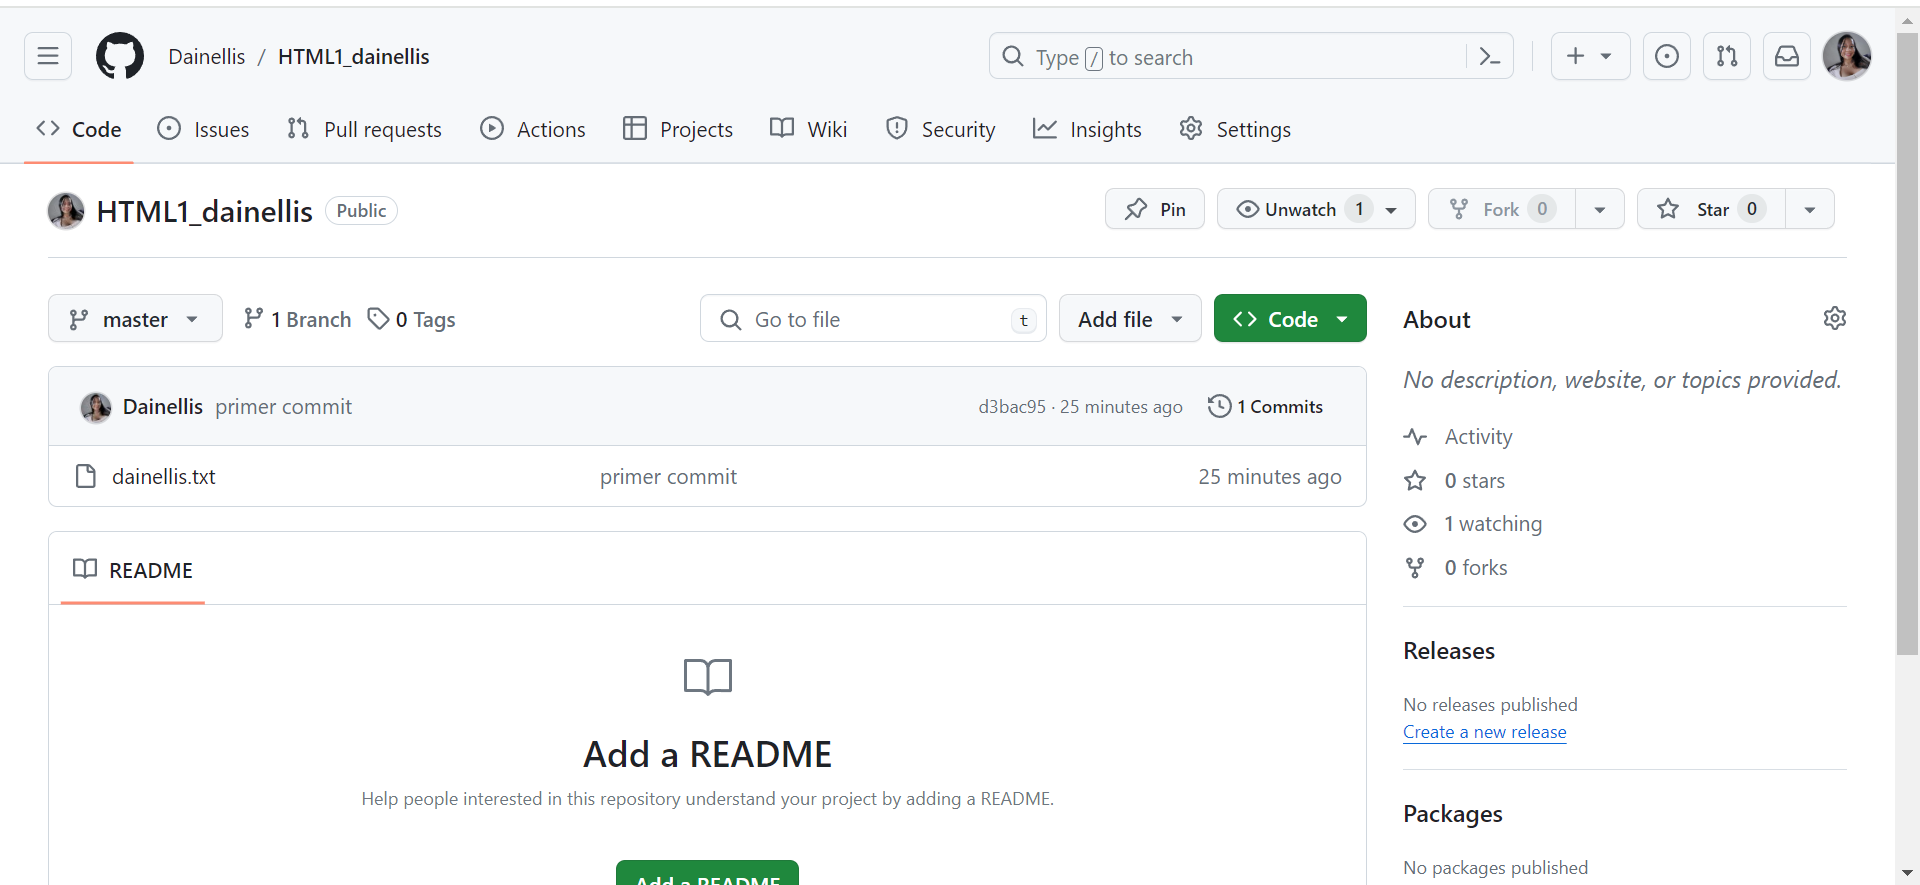 Dainellis / HTML1_dainellis
Type / to search
Code Issues Pull requests Actions Projects Wiki Security Insights Settings
HTML1_dainellis Public
Pin Unwatch 1 Fork 0 Star 0
master 1 Branch 0 Tags Go to file t Add file Code
Dainellis primer commit d3bac95 · 25 minutes ago 1 Commits
dainellis.txt primer commit 25 minutes ago
README
Add a README
Help people interested in this repository understand your project by adding a README.
Add a README
About
No description, website, or topics provided.
Activity
0 stars
1 watching
0 forks
Releases
No releases published
Create a new release
Packages
No packages published